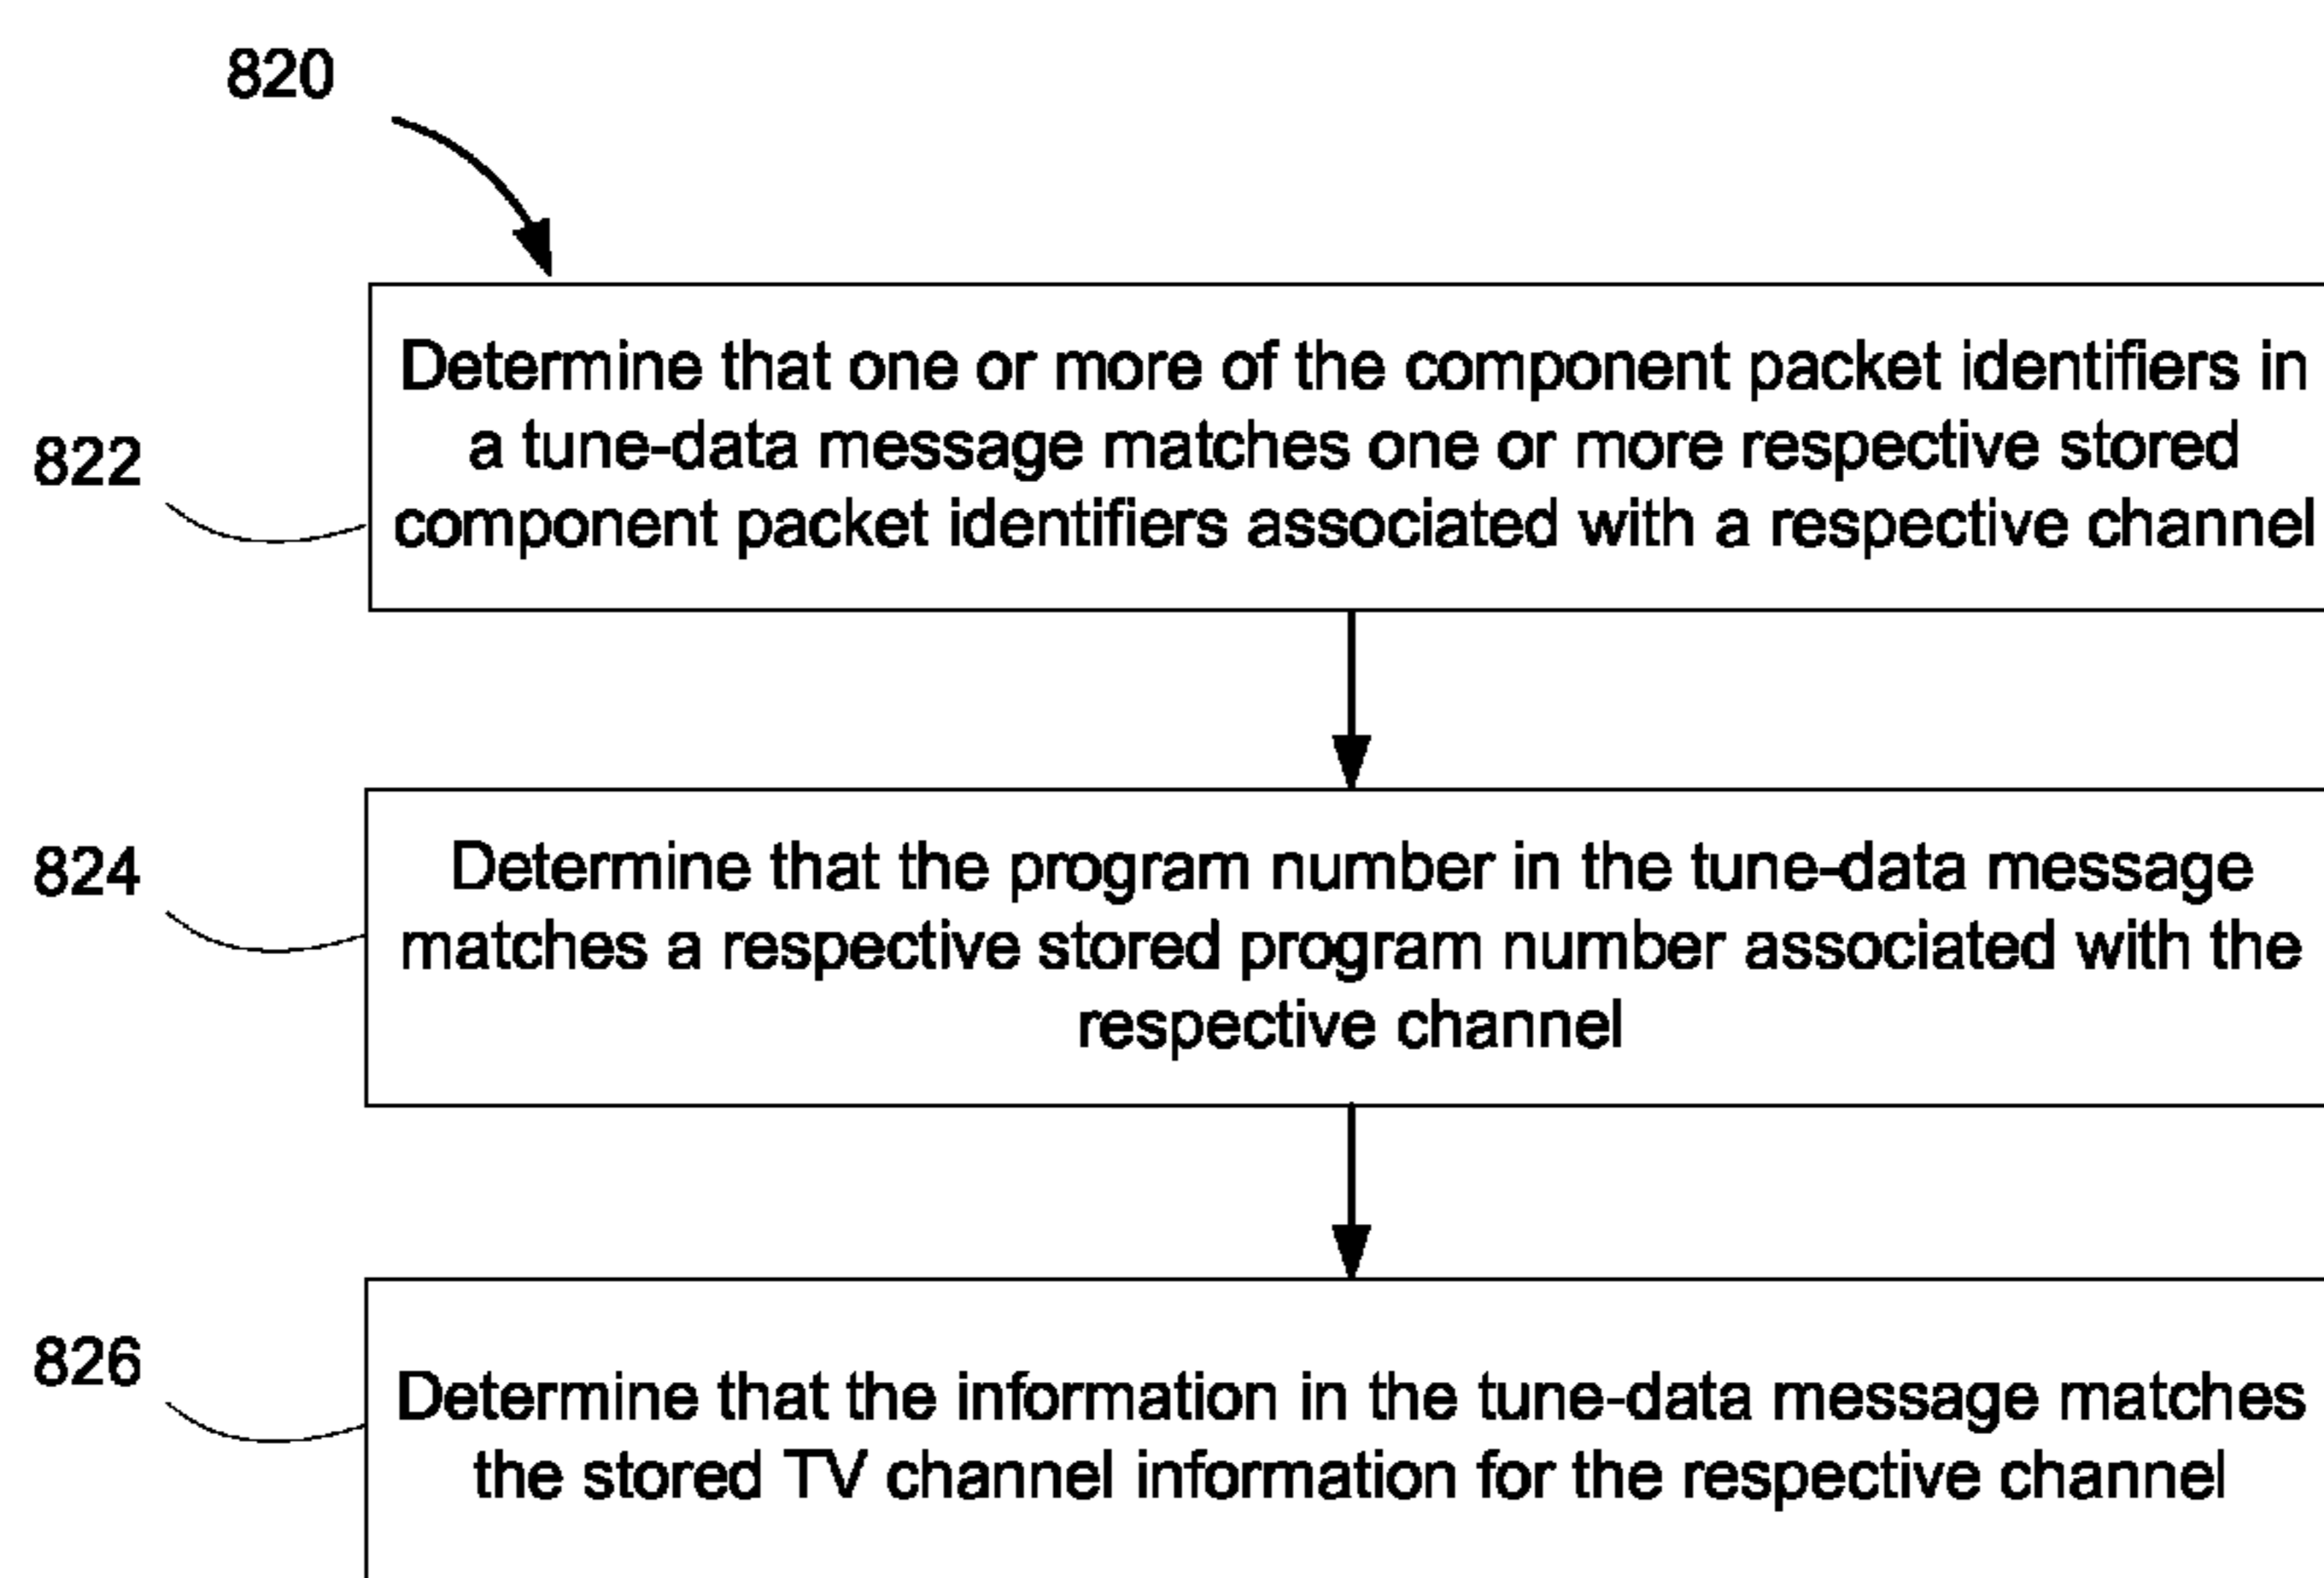 820
822
Determine that one or more of the component packet identifiers in
a tune-data message matches one or more respective stored
component packet identifiers associated with a respective channel
824
Determine that the program number in the tune-data message
matches a respective stored program number associated with the
respective channel
826
Determine that the information in the tune-data message matches
the stored TV channel information for the respective channel